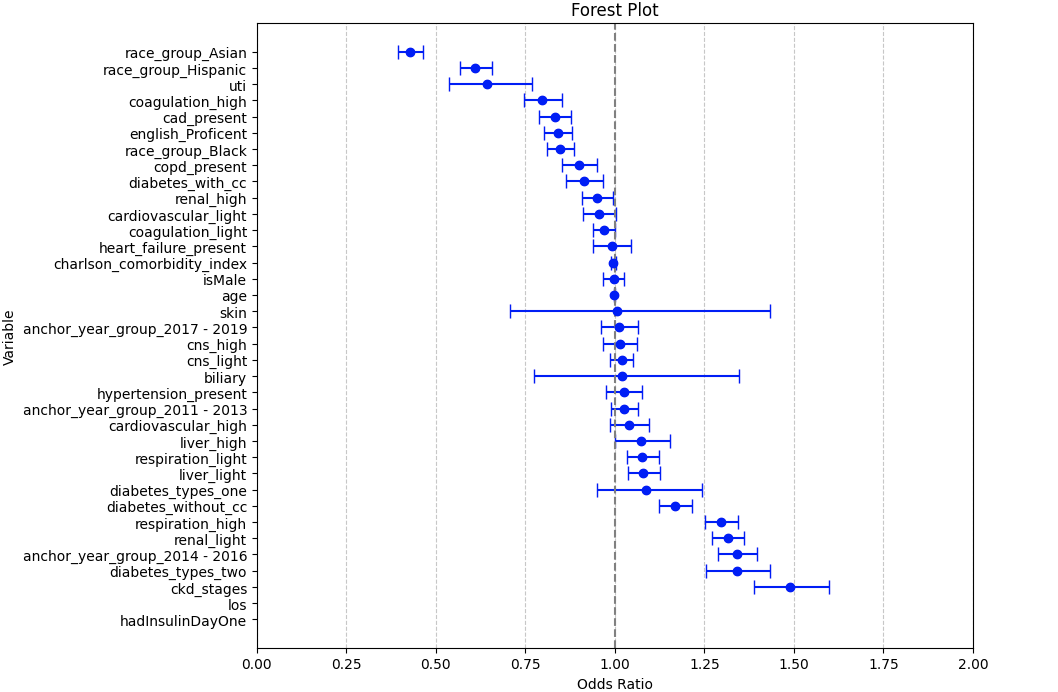 Forest Plot
Variable
race_group_Asian
race_group_Hispanic
uti
coagulation_high
cad_present
english_Proficent
race_group_Black
copd_present
diabetes_with_cc
renal_high
cardiovascular_light
coagulation_light
heart_failure_present
charlson_comorbidity_index
isMale
age
skin
anchor_year_group_2017 - 2019
cns_high
cns_light
biliary
hypertension_present
anchor_year_group_2011 - 2013
cardiovascular_high
liver_high
respiration_light
liver_light
diabetes_types_one
diabetes_without_cc
respiration_high
renal_light
anchor_year_group_2014 - 2016
diabetes_types_two
ckd_stages
los
hadInsulinDayOne
0.00 0.25 0.50 0.75 1.00 1.25 1.50 1.75 2.00
Odds Ratio